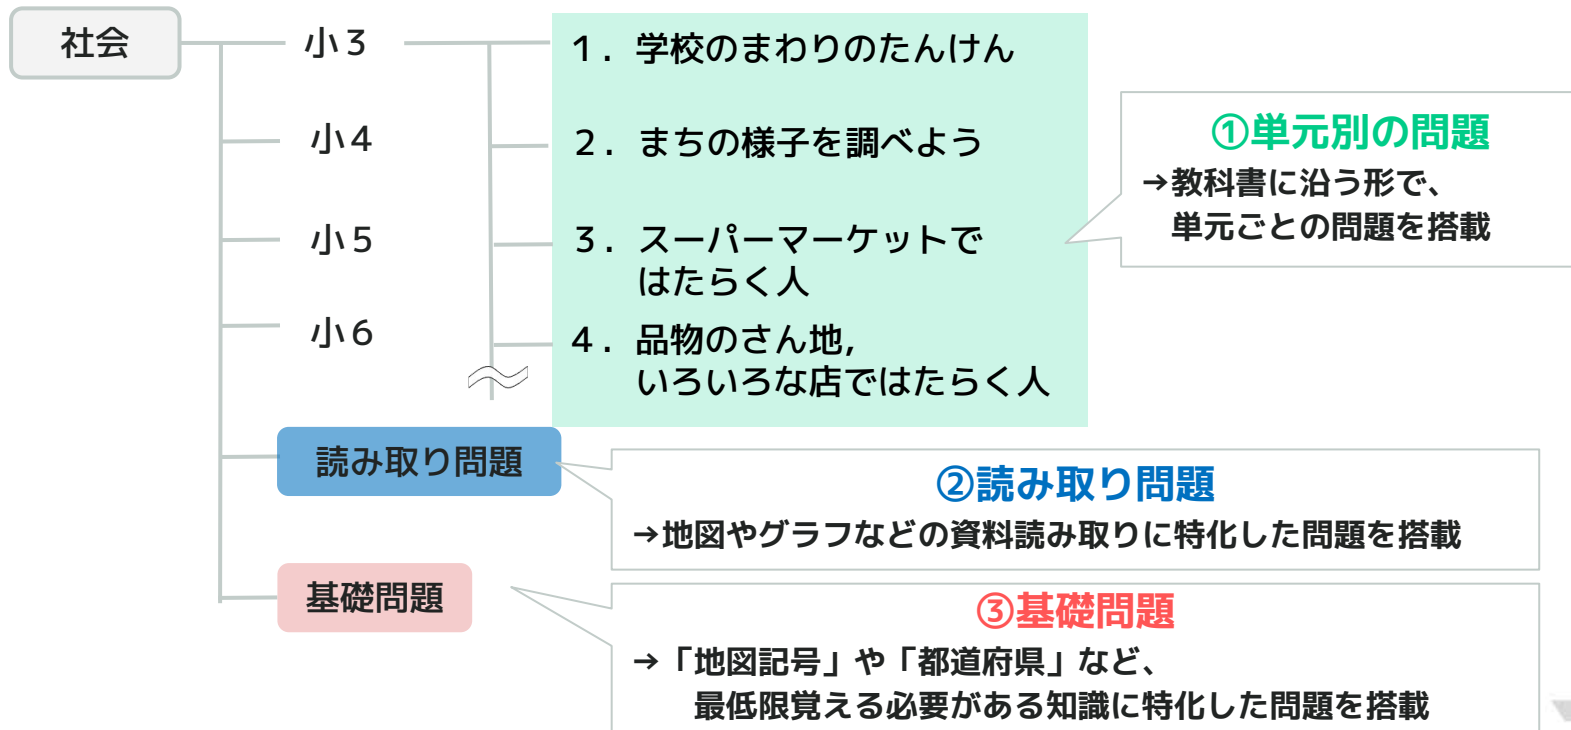 社会
小３
小４
小５
小６
１．学校のまわりのたんけん
２．まちの様子を調べよう
３．スーパーマーケットで
はたらく人
４．品物のさん地，
いろいろな店ではたらく人
①単元別の問題
→教科書に沿う形で、
単元ごとの問題を搭載
読み取り問題
②読み取り問題
→地図やグラフなどの資料読み取りに特化した問題を搭載
基礎問題
③基礎問題
→「地図記号」や「都道府県」など、
最低限覚える必要がある知識に特化した問題を搭載